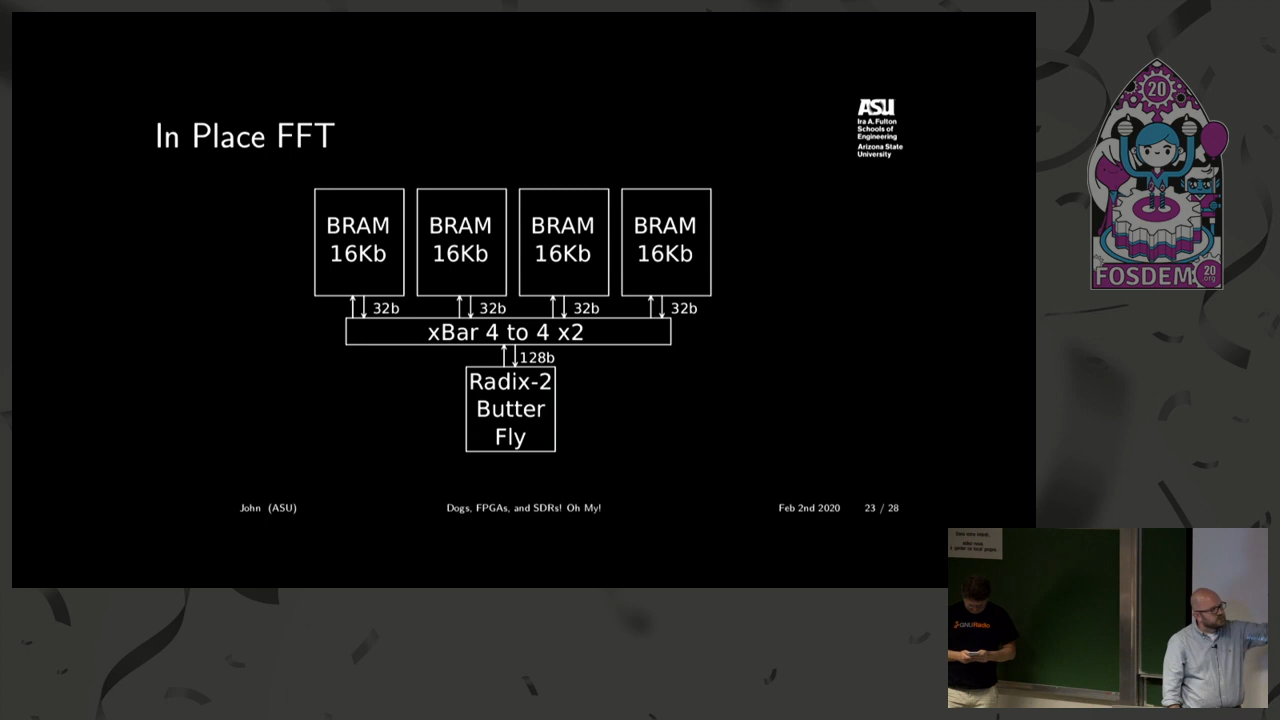 In Place FFT
ASU
Ira A. Fulton
Schools of
Engineering
Arizona State
University
BRAM
16Kb
BRAM
16Kb
BRAM
16Kb
BRAM
16Kb
32b
32b
32b
32b
xBar 4 to 4 x2
128b
Radix-2
Butter
Fly
John (ASU)
Dogs, FPGAs, and SDRs! Oh My!
Feb 2nd 2020
23 / 28
20
FOSDEM
20
.org
GNURadio